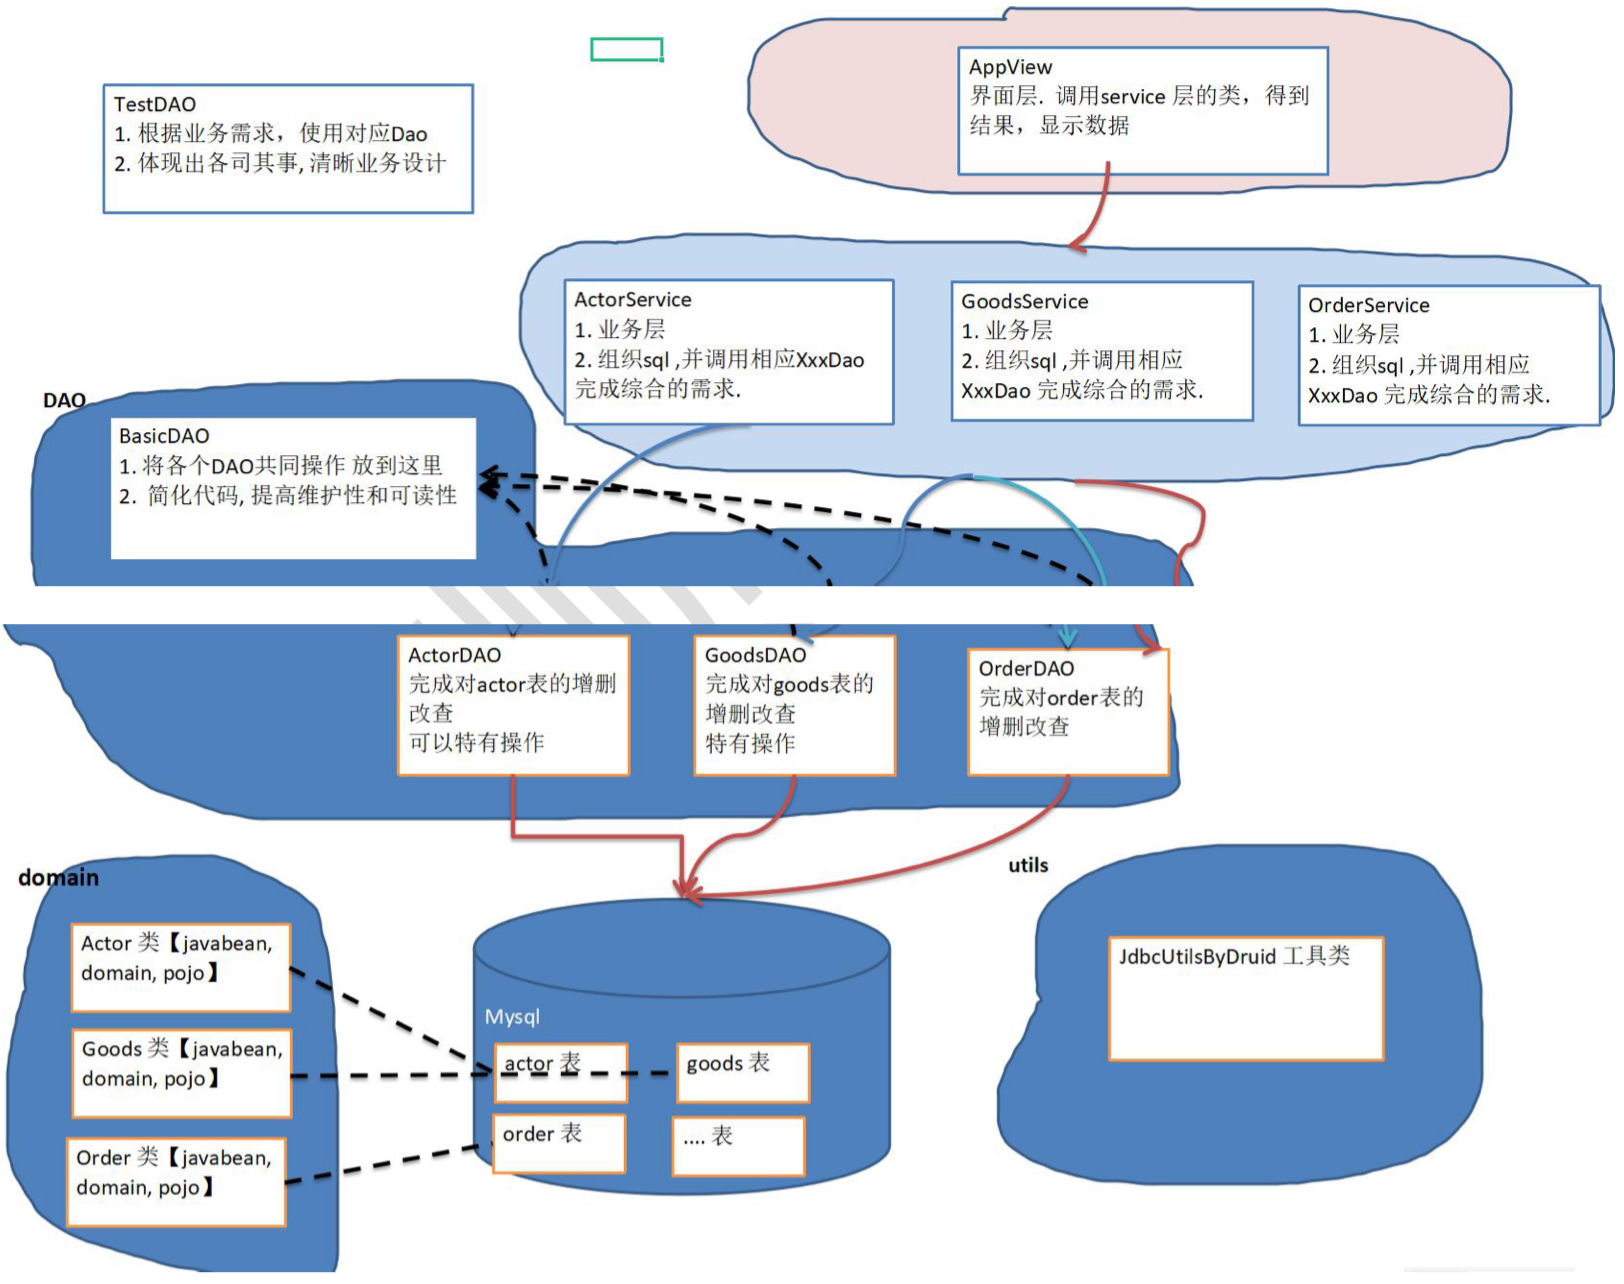 TestDAO
1. 根据业务需求，使用对应Dao
2. 体现出各司其事, 清晰业务设计
AppView
界面层. 调用service 层的类，得到
结果，显示数据
ActorService
1. 业务层
2. 组织sql ,并调用相应XxxDao
完成综合的需求.
GoodsService
1. 业务层
2. 组织sql ,并调用相应
XxxDao 完成综合的需求.
OrderService
1. 业务层
2. 组织sql ,并调用相应
XxxDao 完成综合的需求.
DAO
BasicDAO
1. 将各个DAO共同操作 放到这里
2. 简化代码, 提高维护性和可读性
ActorDAO
完成对actor表的增删
改查
可以特有操作
GoodsDAO
完成对goods表的
增删改查
特有操作
OrderDAO
完成对order表的
增删改查
domain
Actor 类【javabean,
domain, pojo】
Goods 类【javabean,
domain, pojo】
Order 类【javabean,
domain, pojo】
Mysql
actor 表
goods 表
order 表
.... 表
utils
JdbcUtilsByDruid 工具类